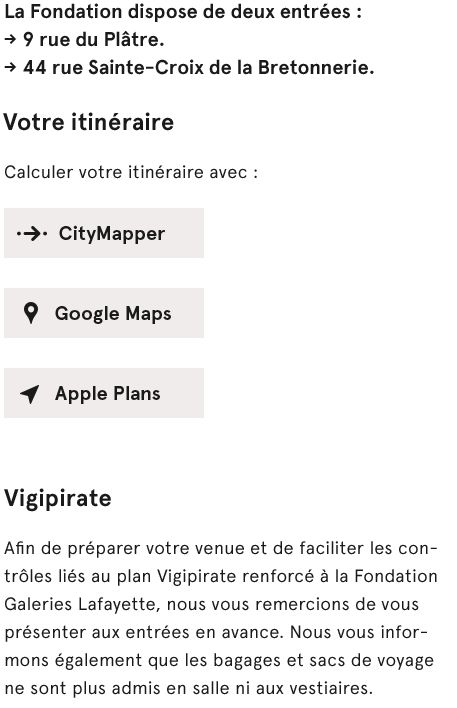 La Fondation dispose de deux entrées :
→ 9 rue du Plâtre.
→ 44 rue Sainte-Croix de la Bretonnerie.
Votre itinéraire
Calculer votre itinéraire avec :
CityMapper
Google Maps
Apple Plans
Vigipirate
Afin de préparer votre venue et de faciliter les con-
trôles liés au plan Vigipirate renforcé à la Fondation
Galeries Lafayette, nous vous remercions de vous
présenter aux entrées en avance. Nous vous infor-
mons également que les bagages et sacs de voyage
ne sont plus admis en salle ni aux vestiaires.